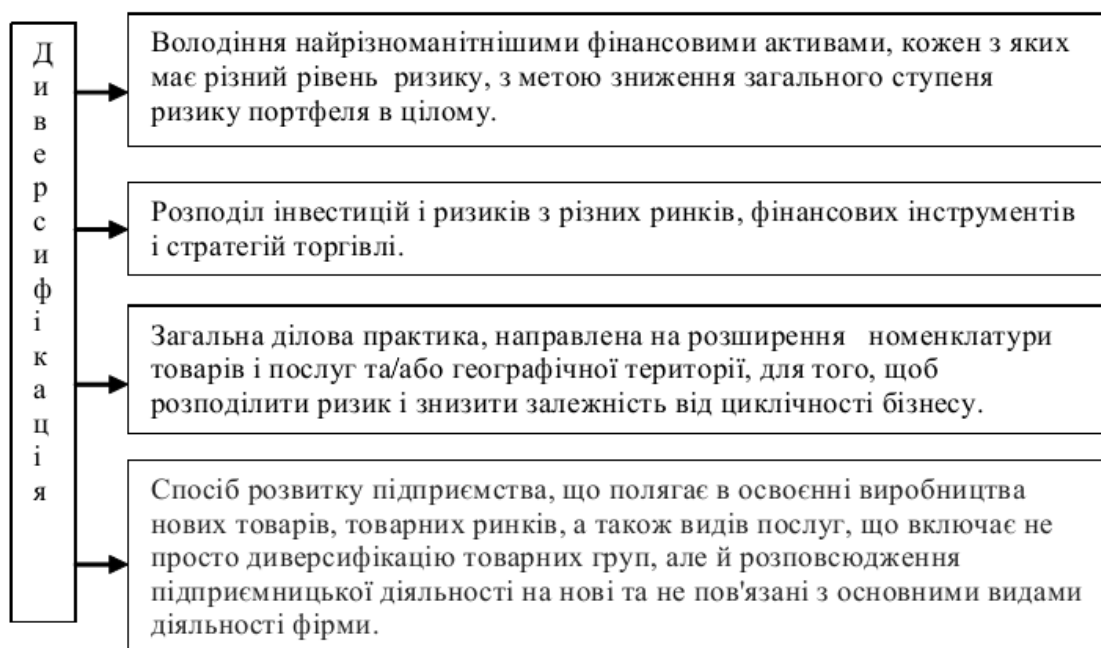 Диверсифікація
Володіння найрізноманітнішими фінансовими активами, кожен з яких
має різний рівень ризику, з метою зниження загального ступеня
ризику портфеля в цілому.
Розподіл інвестицій і ризиків з різних ринків, фінансових інструментів
і стратегій торгівлі.
Загальна ділова практика, направлена на розширення номенклатури
товарів і послуг та/або географічної території, для того, щоб
розподілити ризик і знизити залежність від циклічності бізнесу.
Спосіб розвитку підприємства, що полягає в освоєнні виробництва
нових товарів, товарних ринків, а також видів послуг, що включає не
просто диверсифікацію товарних груп, але й розповсюдження
підприємницької діяльності на нові та не пов'язані з основними видами
діяльності фірми.